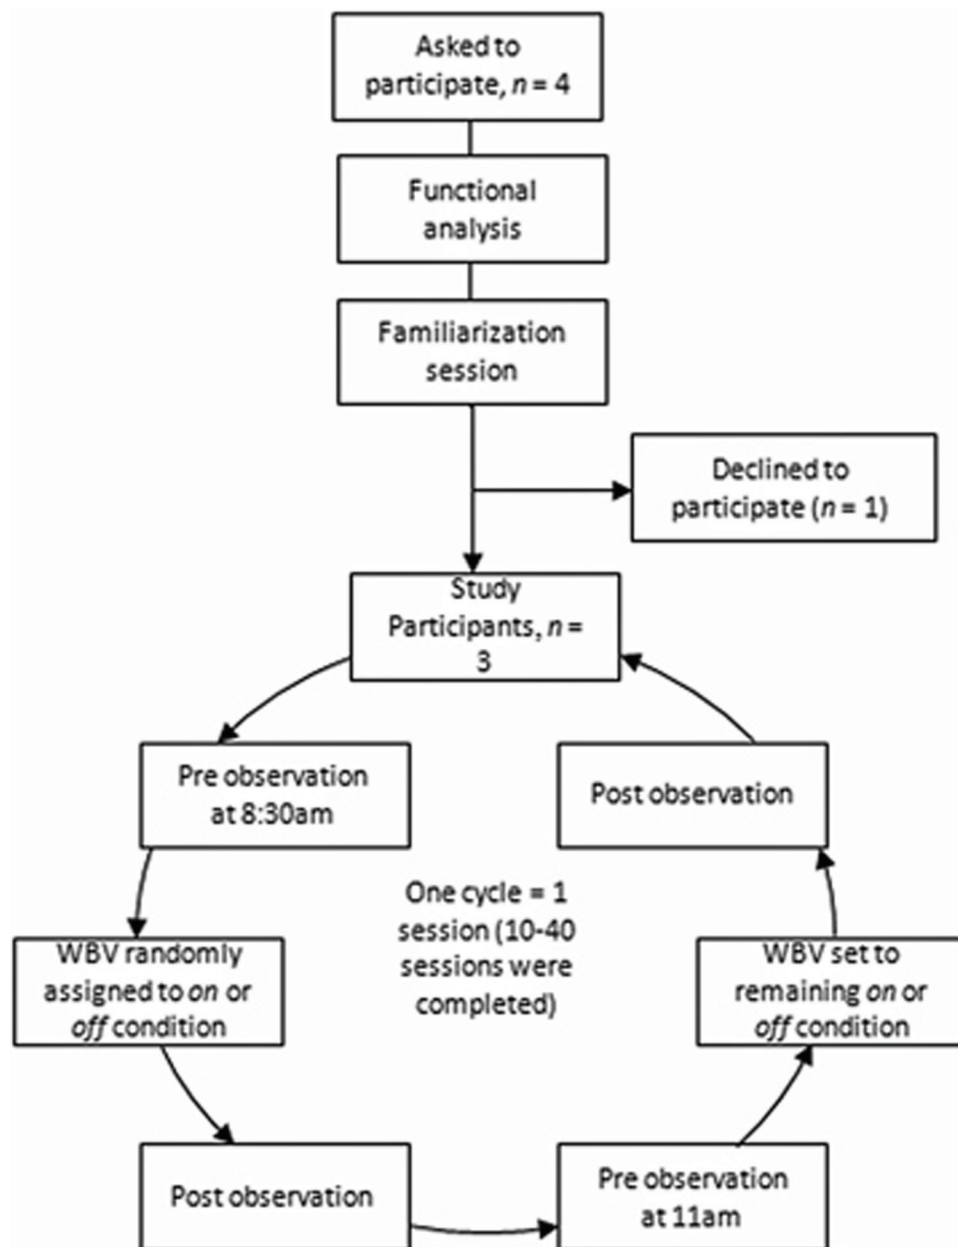 Asked to
participate, n = 4
Functional
analysis
Familiarization
session
Declined to
participate (n = 1)
Study
Participants, n =
3
Pre observation
at 8:30am
Post observation
One cycle = 1
session (10-40
sessions were
completed)
WBV randomly
assigned to on or
off condition
WBV set to
remaining on or
off condition
Post observation
Pre observation
at 11am